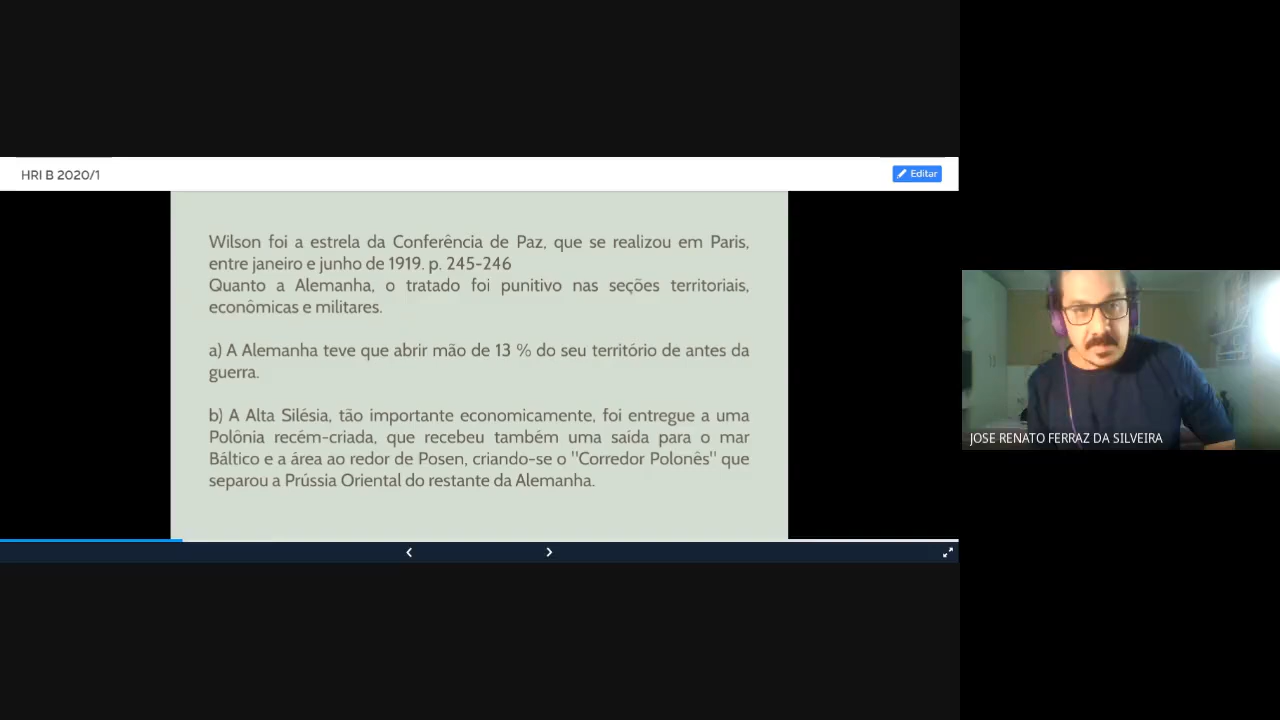 HRI B 2020/1
Editar
Wilson foi a estrela da Conferência de Paz, que se realizou em Paris,
entre janeiro e junho de 1919. p. 245-246
Quanto a Alemanha, o tratado foi punitivo nas seções territoriais,
econômicas e militares.
a) A Alemanha teve que abrir mão de 13 % do seu território de antes da
guerra.
b) A Alta Silésia, tão importante economicamente, foi entregue a uma
Polônia recém-criada, que recebeu também uma saída para o mar
Báltico e a área ao redor de Posen, criando-se o "Corredor Polonês" que
separou a Prússia Oriental do restante da Alemanha.
JOSE RENATO FERRAZ DA SILVEIRA